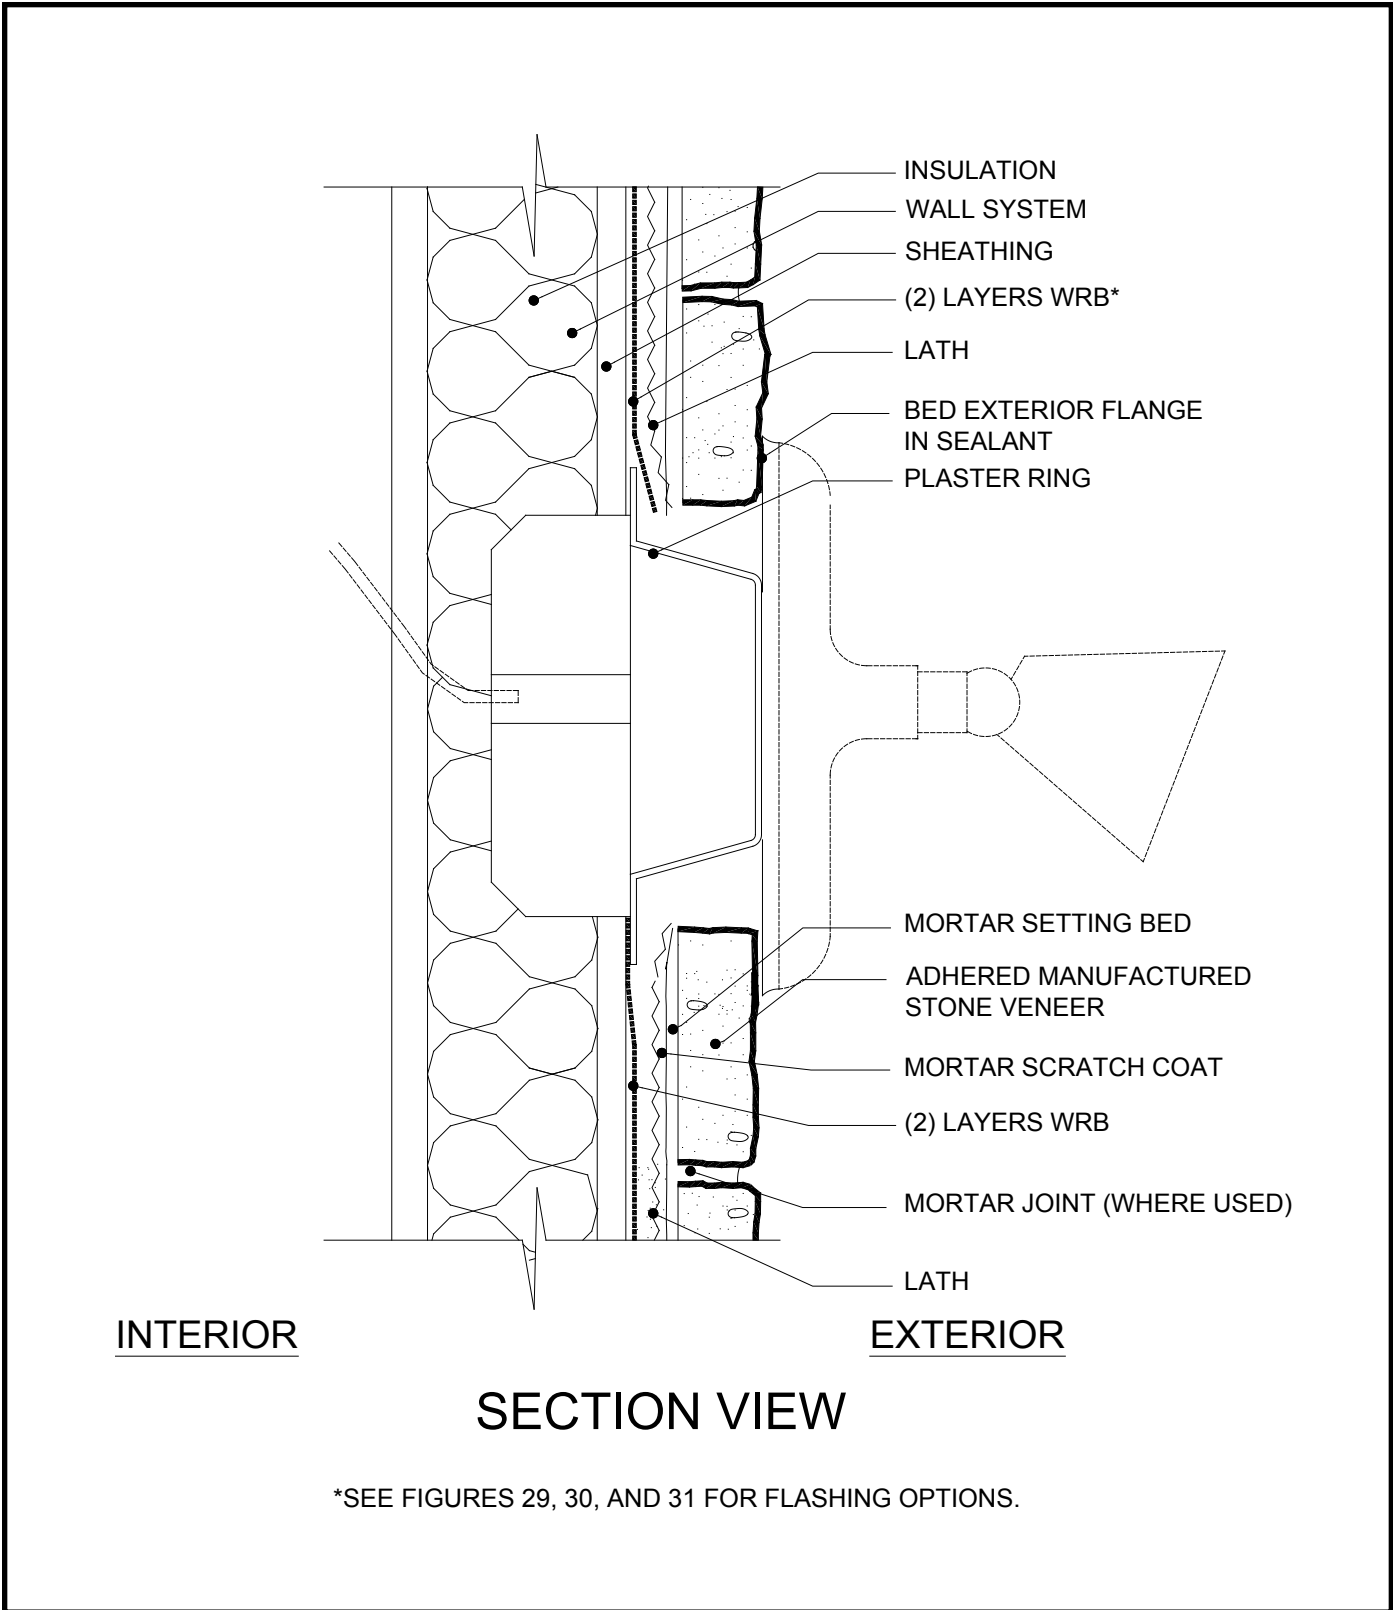 INSULATION
WALL SYSTEM
SHEATHING
(2) LAYERS WRB*
LATH
BED EXTERIOR FLANGE
IN SEALANT
PLASTER RING
MORTAR SETTING BED
ADHERED MANUFACTURED
STONE VENEER
MORTAR SCRATCH COAT
(2) LAYERS WRB
MORTAR JOINT (WHERE USED)
LATH
INTERIOR
EXTERIOR
SECTION VIEW
*SEE FIGURES 29, 30, AND 31 FOR FLASHING OPTIONS.